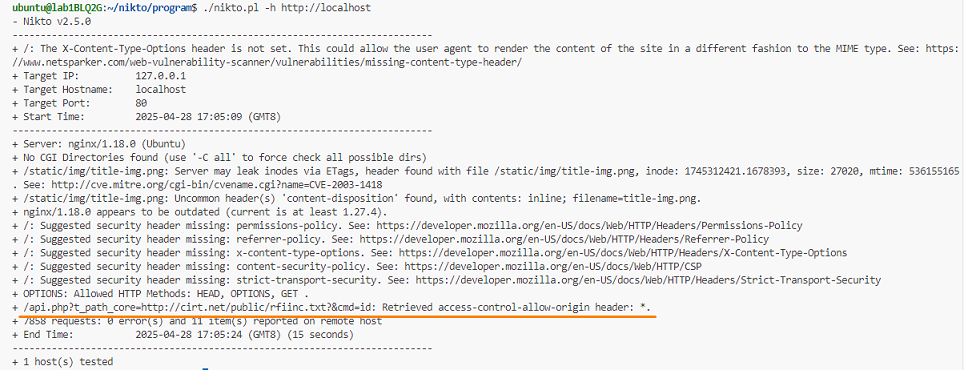 ubuntu@lab1BLQ2G:~/nikto/program$ ./nikto.pl -h http://localhost
- Nikto v2.5.0
---------------------------------------------------------------------------
+ /: The X-Content-Type-Options header is not set. This could allow the user agent to render the content of the site in a different fashion to the MIME type. See: https:
//www.netsparker.com/web-vulnerability-scanner/vulnerabilities/missing-content-type-header/
+ Target IP:          127.0.0.1
+ Target Hostname:    localhost
+ Target Port:        80
+ Start Time:         2025-04-28 17:05:09 (GMT8)
---------------------------------------------------------------------------
+ Server: nginx/1.18.0 (Ubuntu)
+ No CGI Directories found (use '-C all' to force check all possible dirs)
+ /static/img/title-img.png: Server may leak inodes via ETags, header found with file /static/img/title-img.png, inode: 1745312421.1678393, size: 27020, mtime: 536155165
. See: http://cve.mitre.org/cgi-bin/cvename.cgi?name=CVE-2003-1418
+ /static/img/title-img.png: Uncommon header(s) 'content-disposition' found, with contents: inline; filename=title-img.png.
+ nginx/1.18.0 appears to be outdated (current is at least 1.27.4).
+ /: Suggested security header missing: permissions-policy. See: https://developer.mozilla.org/en-US/docs/Web/HTTP/Headers/Permissions-Policy
+ /: Suggested security header missing: referrer-policy. See: https://developer.mozilla.org/en-US/docs/Web/HTTP/Headers/Referrer-Policy
+ /: Suggested security header missing: x-content-type-options. See: https://developer.mozilla.org/en-US/docs/Web/HTTP/Headers/X-Content-Type-Options
+ /: Suggested security header missing: content-security-policy. See: https://developer.mozilla.org/en-US/docs/Web/HTTP/CSP
+ /: Suggested security header missing: strict-transport-security. See: https://developer.mozilla.org/en-US/docs/Web/HTTP/Headers/Strict-Transport-Security
+ OPTIONS: Allowed HTTP Methods: HEAD, OPTIONS, GET .
+ /api.php?t_path_core=http://cirt.net/public/rfiinc.txt?&cmd=id: Retrieved access-control-allow-origin header: *.
+ 7858 requests: 0 error(s) and 11 item(s) reported on remote host
+ End Time:           2025-04-28 17:05:24 (GMT8) (15 seconds)
---------------------------------------------------------------------------
+ 1 host(s) tested